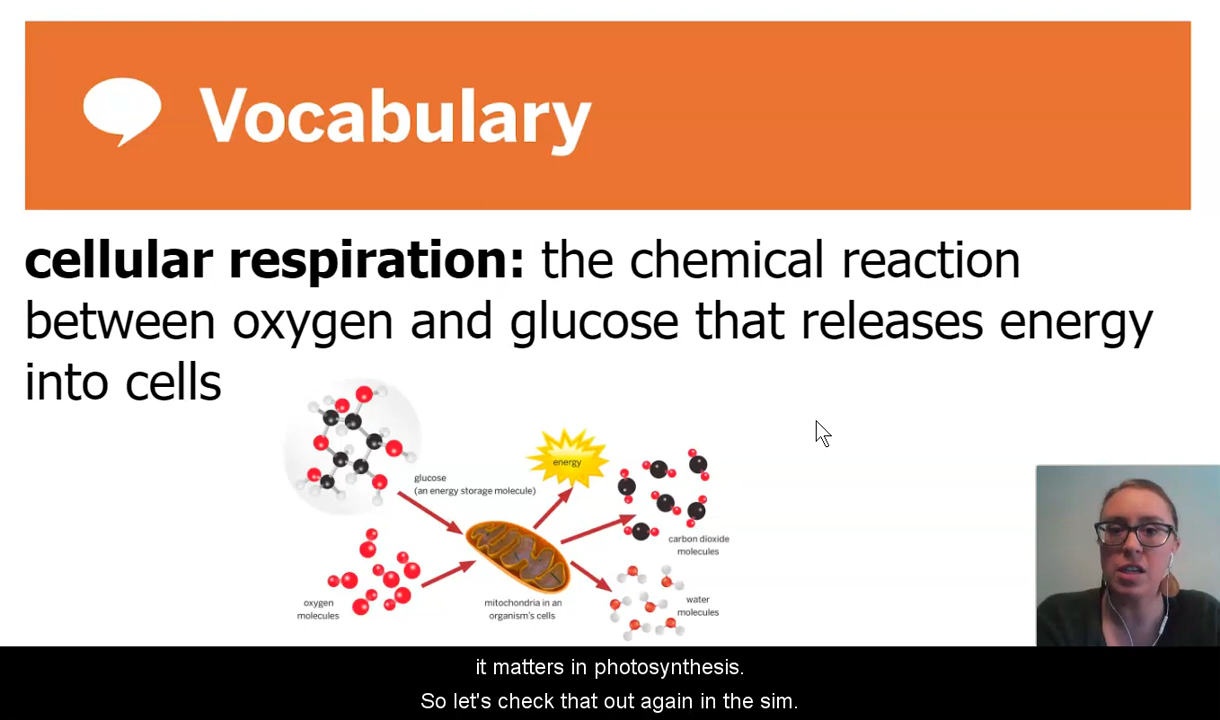 Vocabulary
cellular respiration: the chemical reaction
between oxygen and glucose that releases energy
into cells
glucose
(an energy storage molecule)
energy
carbon dioxide
molecules
oxygen
molecules
mitochondria in an
organism's cells
water
molecules
it matters in photosynthesis.
So let's check that out again in the sim.